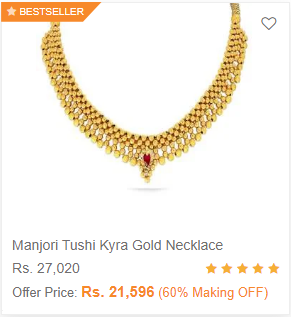 BESTSELLER
Manjori Tushi Kyra Gold Necklace
Rs. 27,020
Offer Price: Rs. 21,596 (60% Making OFF)